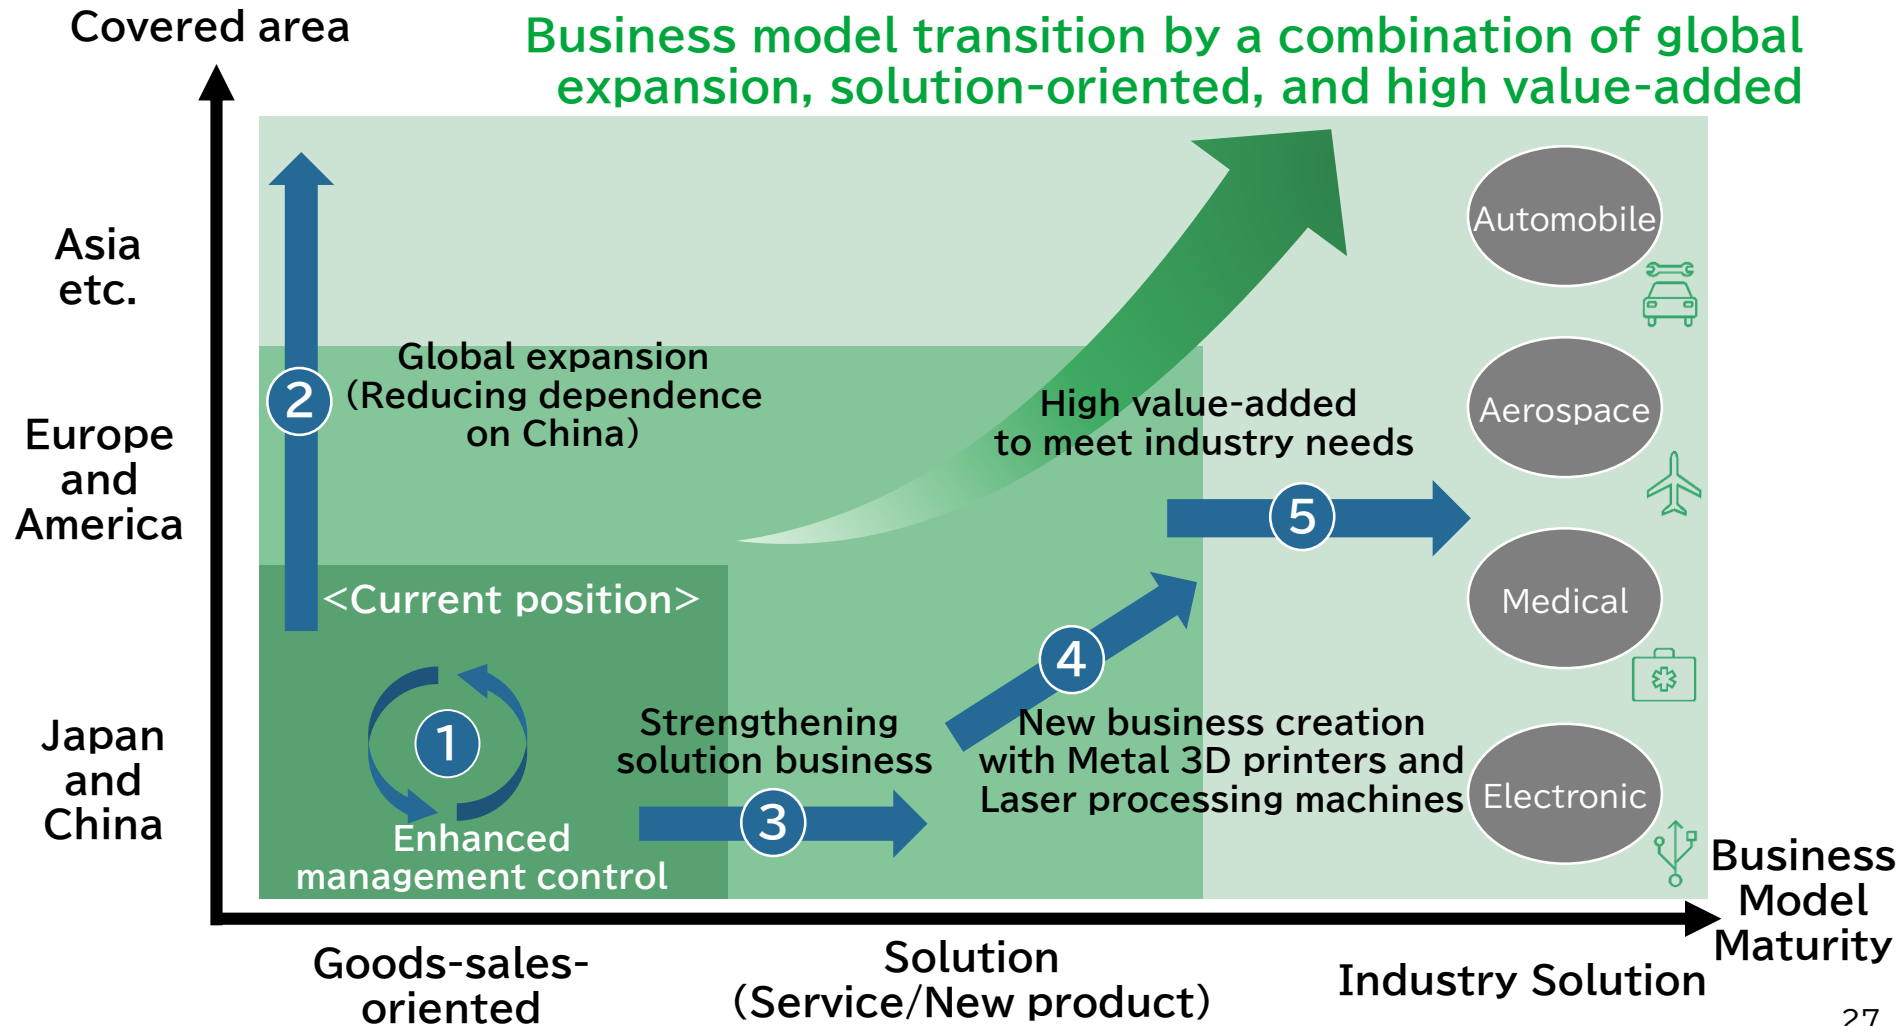 Covered area
Business model transition by a combination of global
expansion, solution-oriented, and high value-added
Asia
etc.
Europe
and
America
Japan
and
China
2
Global expansion
(Reducing dependence
on China)
High value-added
to meet industry needs
5
<Current position>
1
Enhanced
management control
Strengthening
solution business
3
4
New business creation
with Metal 3D printers and
Laser processing machines
Automobile
Aerospace
Medical
Electronic
Business
Model
Maturity
Goods-sales-
oriented
Solution
(Service/New product)
Industry Solution
27